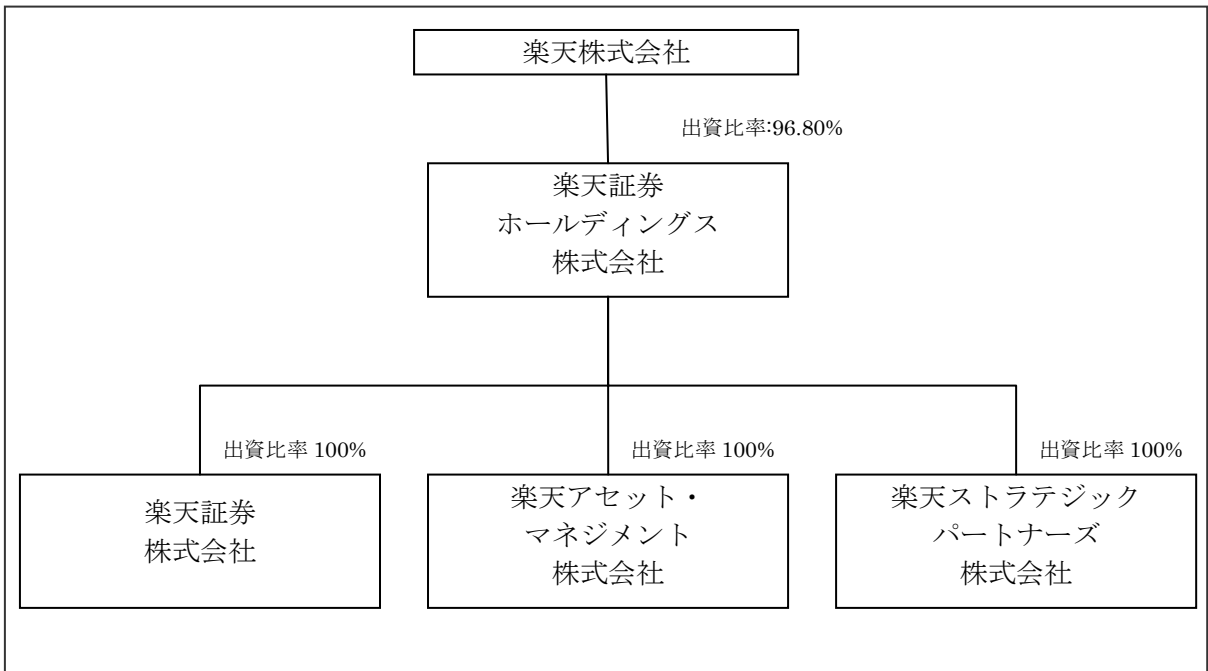 楽天株式会社
出資比率:96.80%
楽天証券
ホールディングス
株式会社
出資比率 100%
出資比率 100%
出資比率 100%
楽天証券
株式会社
楽天アセット・
マネジメント
株式会社
楽天ストラテジック
パートナーズ
株式会社